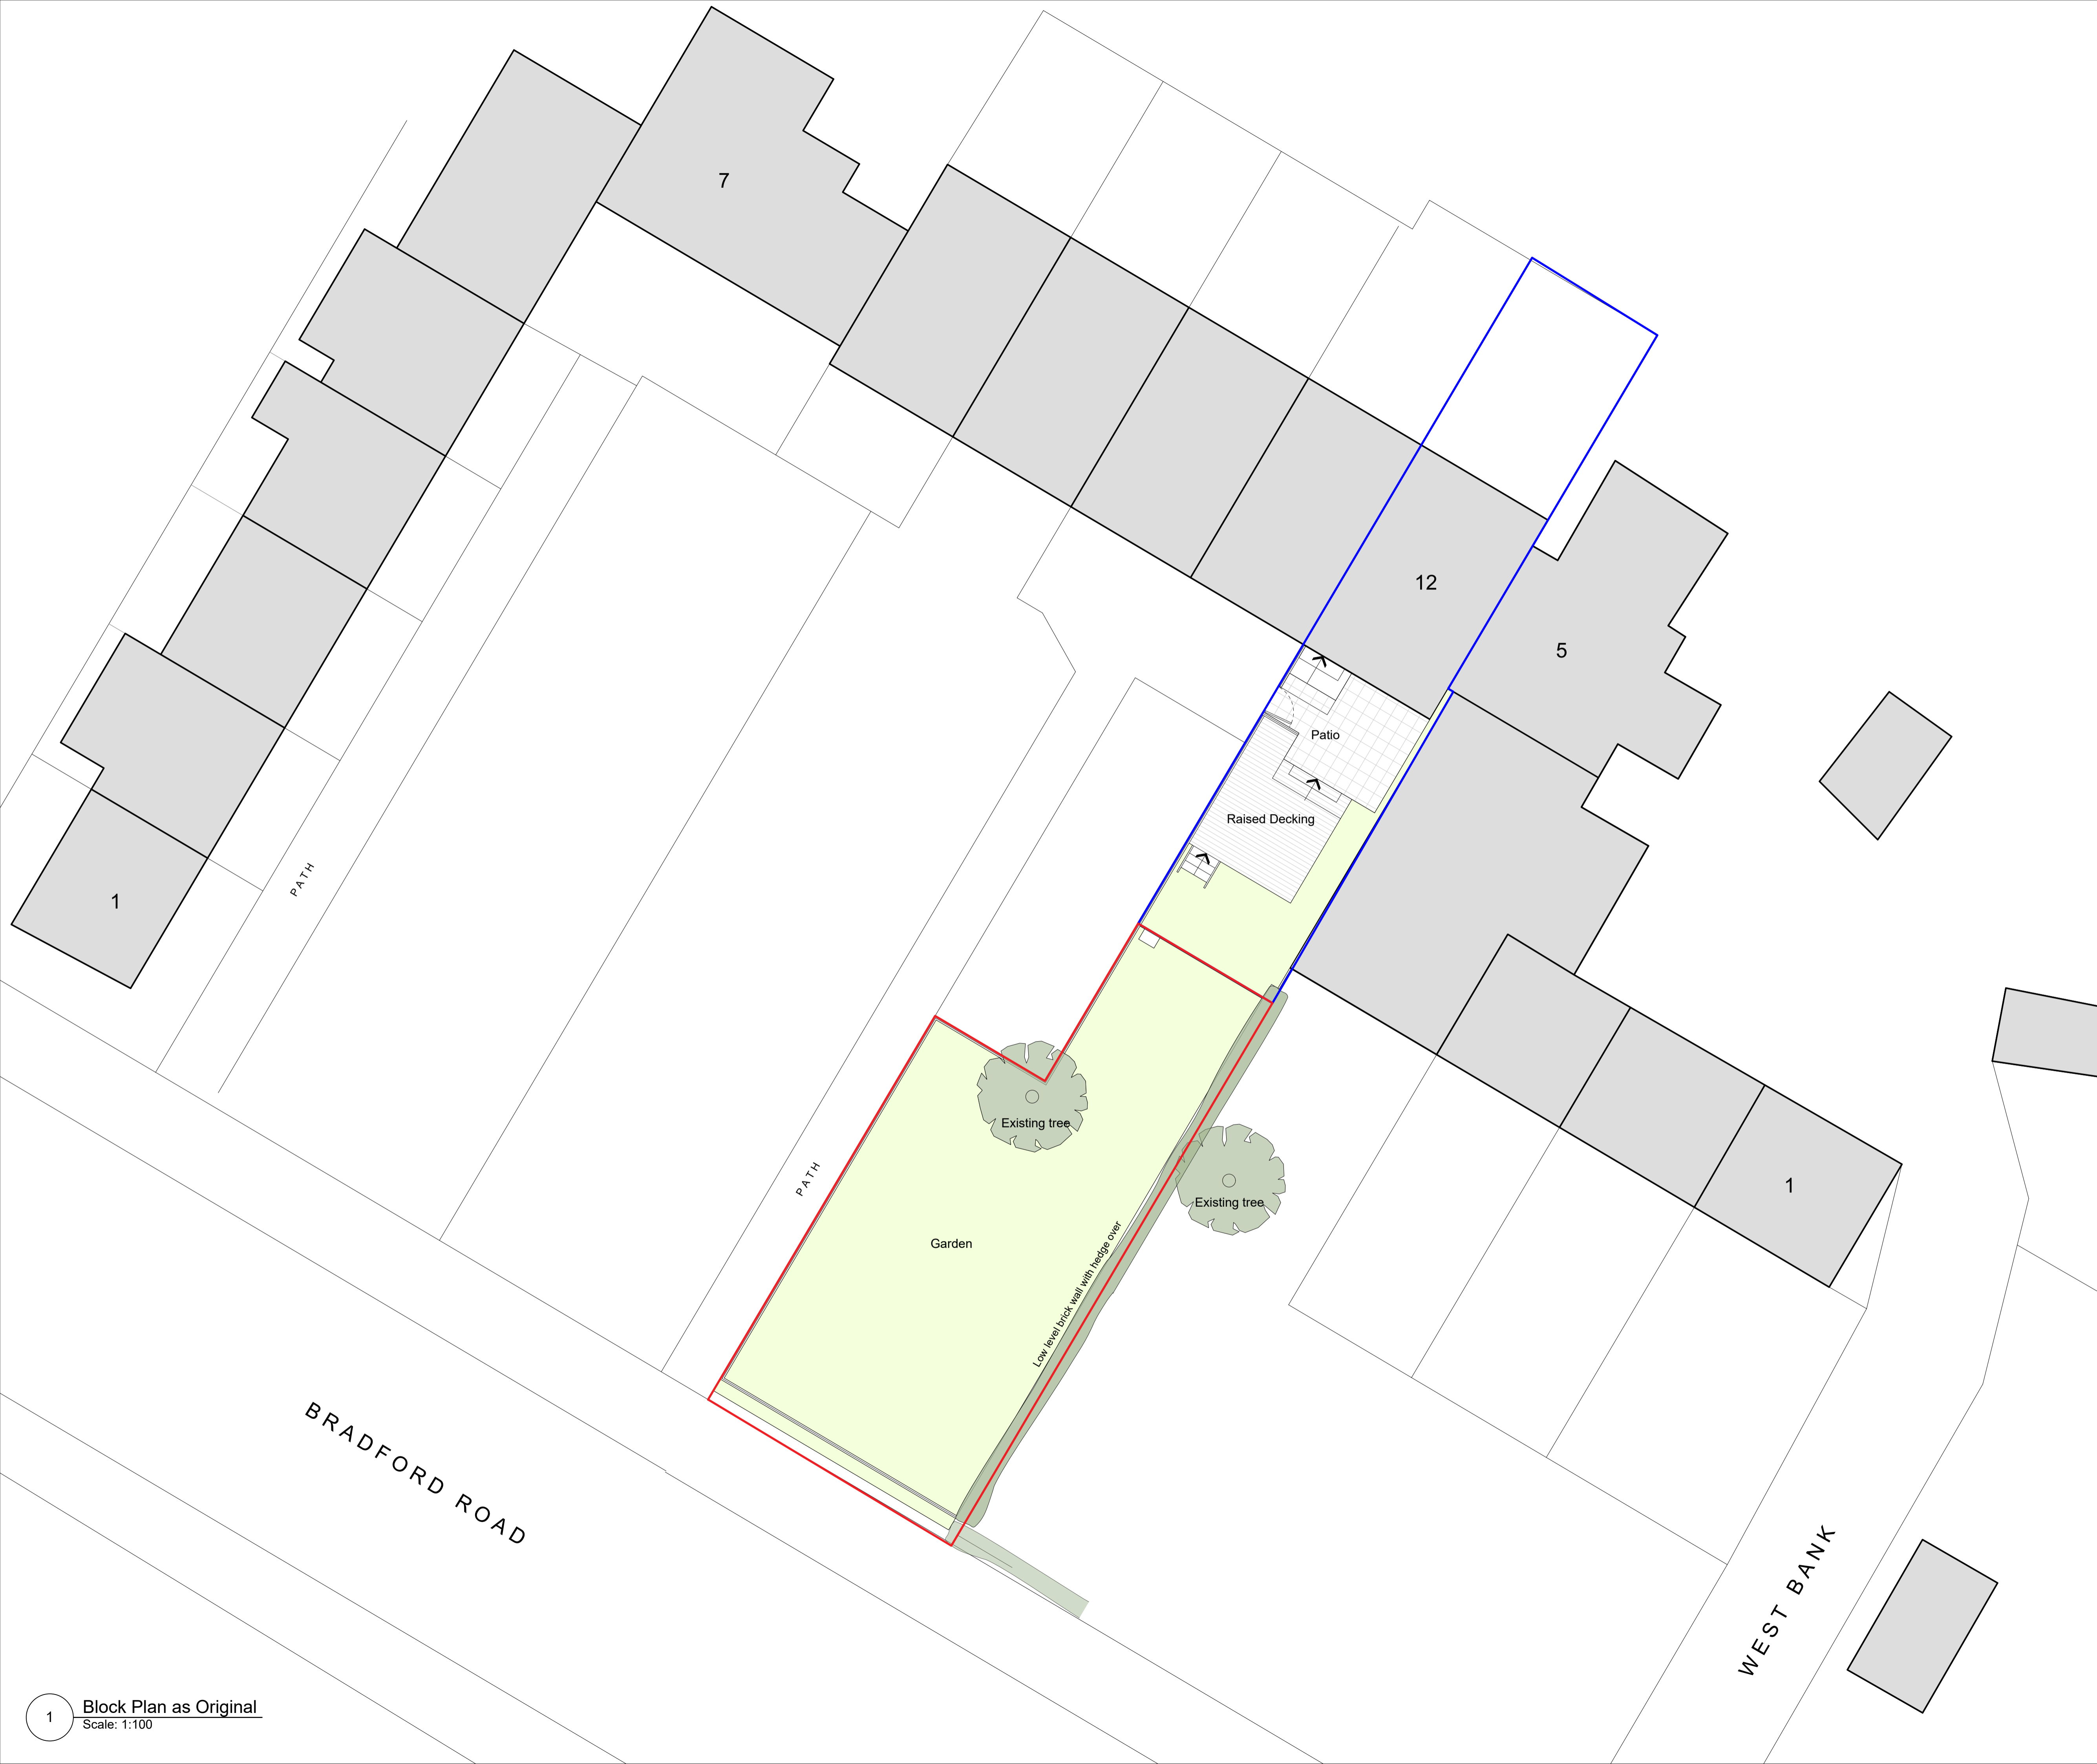 7
12
5
Patio
Raised Decking
1
PATH
Existing tree
PATH
Existing tree
1
Garden
Low level brick wall with hedge over
BRADFORD ROAD
WEST BANK
1
Block Plan as Original
Scale: 1:100